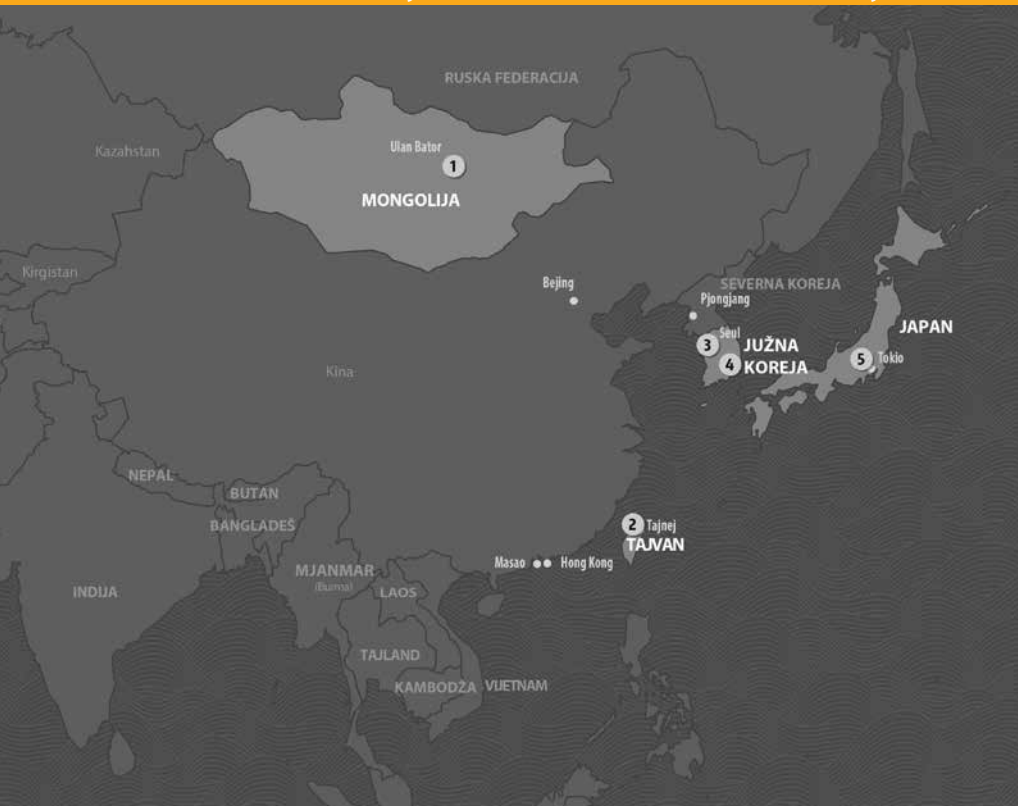 RUSKA FEDERACIJA
Kazahstan
Ulan Bator
1
MONGOLIJA
Kirgistan
Bejing
SEVERNA KOREJA
Pjongjang
JAPAN
Seul
3
JUŽNA
4
KOREJA
5
Tokio
Kina
NEPAL
BUTAN
BANGLADEŠ
2
Tajnej
TAJVAN
Masao
Hong Kong
MJANMAR
(Burma)
INDIJA
LAOS
TAJLAND
KAMBODŽA
VIJETNAM